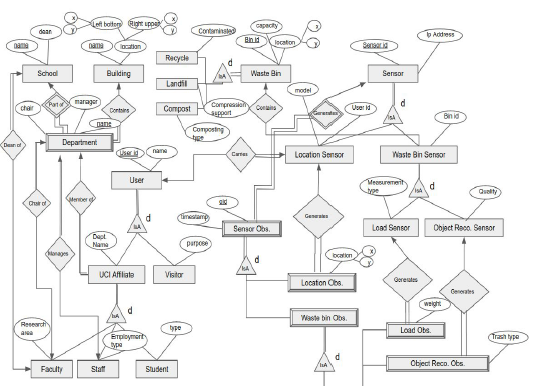 x
Left bottom
Right upper
x
dean
y
y
name
name
location
School
Building
Contaminated
capacity
x
Bin id
location
y
Recycle
Landfill
Compost
Waste Bin
IsA
d
Sensor id
Ip Address
Sensor
model
Compression
support
Contains
Generates
User Id
IsA
d
Bin id
Composting
type
Part of
manager
Contains
chair
name
Department
Dean of
User id
name
User
Carries
Location Sensor
Waste Bin Sensor
Chair of
Member of
Manages
IsA
d
oid
timestamp
Sensor Obs.
Generates
Measurement
type
IsA
d
Quality
Load Sensor
Object Reco. Sensor
Dept.
Name
purpose
UCI Affiliate
Visitor
IsA
d
location
x
y
Location Obs.
Generates
Generates
IsA
d
Waste bin Obs.
weight
Research
area
Employment
type
type
Load Obs.
Trash type
IsA
d
Object Reco. Obs.
Faculty
Staff
Student